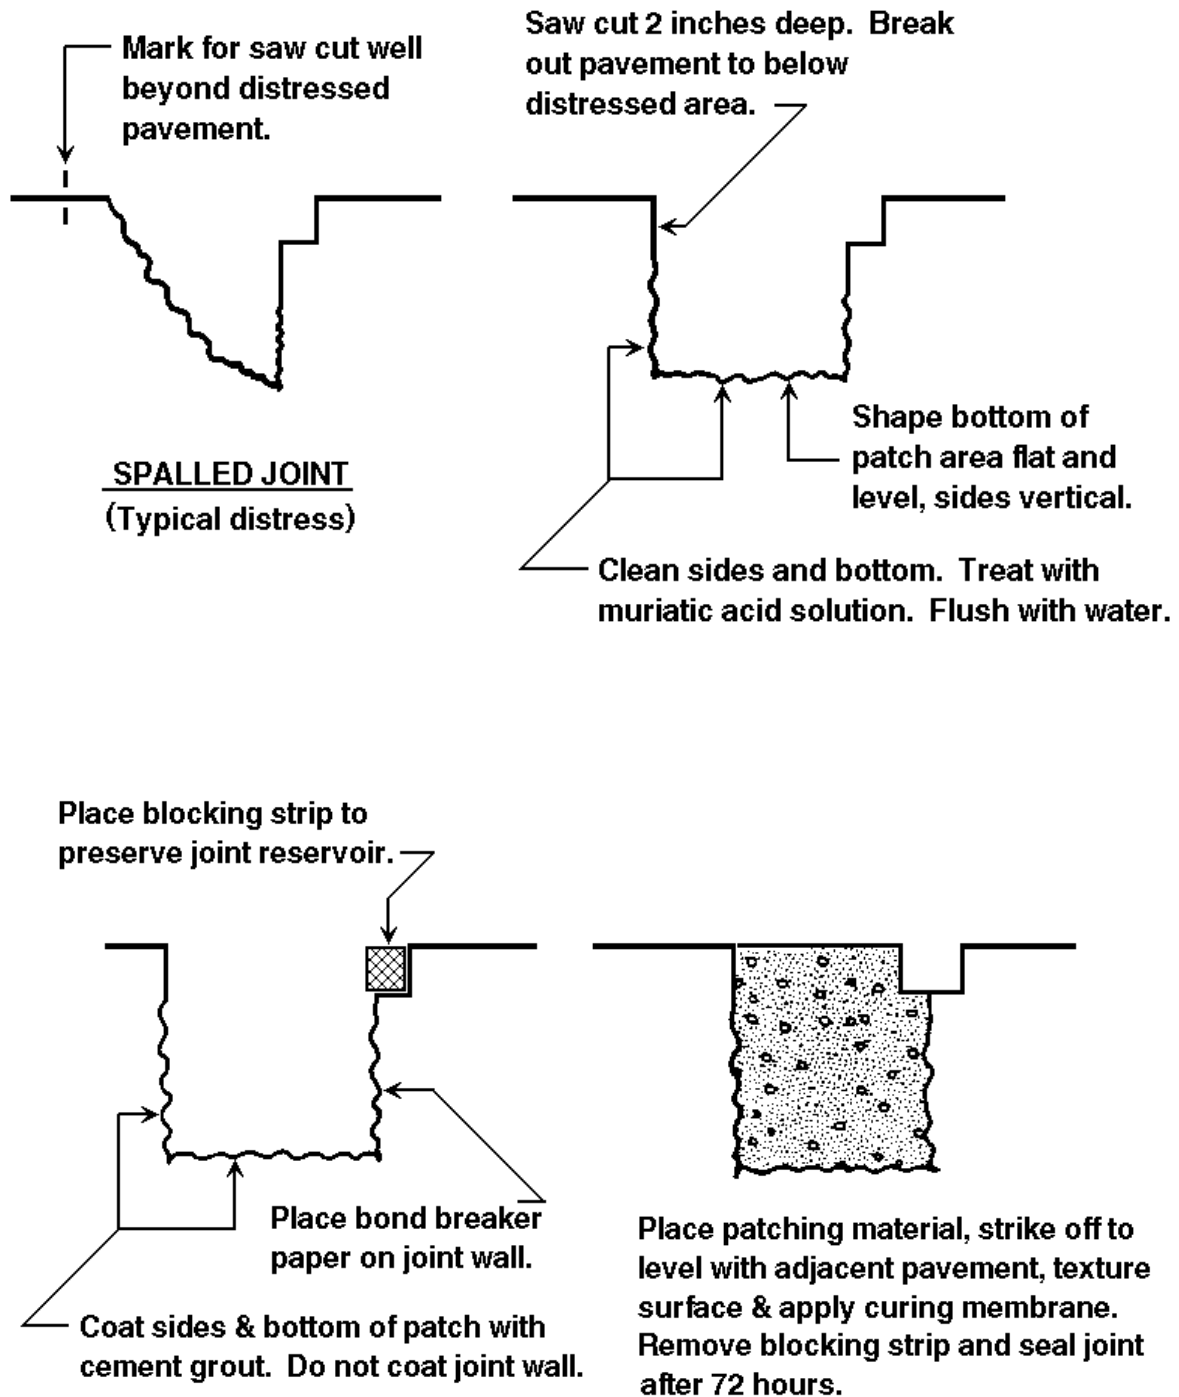 Mark for saw cut well
beyond distressed
pavement.
Saw cut 2 inches deep.  Break
out pavement to below
distressed area.
SPALLED JOINT
(Typical distress)
Shape bottom of
patch area flat and
level, sides vertical.
Clean sides and bottom.  Treat with
muriatic acid solution.  Flush with water.
Place blocking strip to
preserve joint reservoir.
Place bond breaker
paper on joint wall.
Coat sides & bottom of patch with
cement grout.  Do not coat joint wall.
Place patching material, strike off to
level with adjacent pavement, texture
surface & apply curing membrane.
Remove blocking strip and seal joint
after 72 hours.